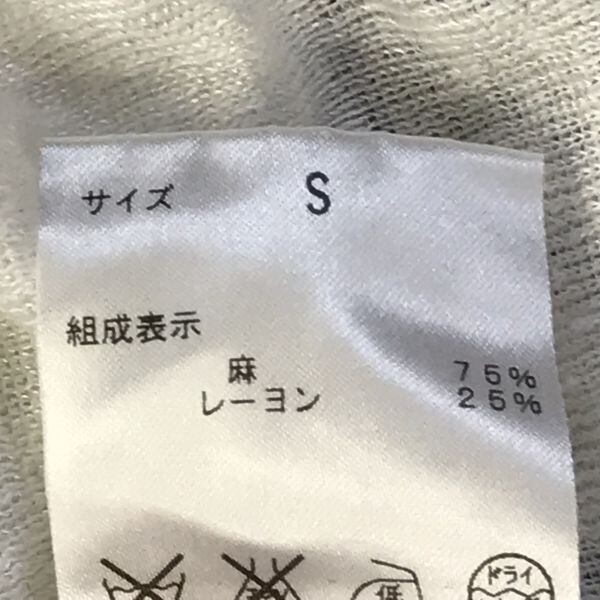 サイズ S
組成表示
麻 75%
レーヨン 25%
低 ドライ